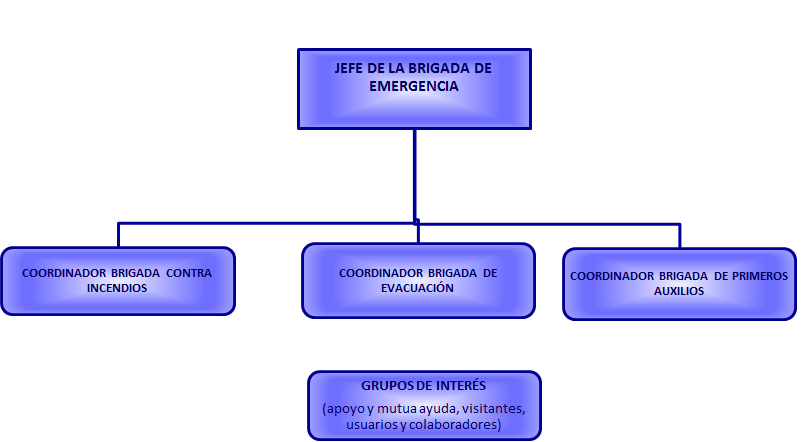 JEFE DE LA BRIGADA DE
EMERGENCIA
COORDINADOR BRIGADA CONTRA
INCENDIOS
COORDINADOR BRIGADA DE
EVACUACIÓN
COORDINADOR BRIGADA DE PRIMEROS
AUXILIOS
GRUPOS DE INTERÉS
(apoyo y mutua ayuda, visitantes,
usuarios y colaboradores)